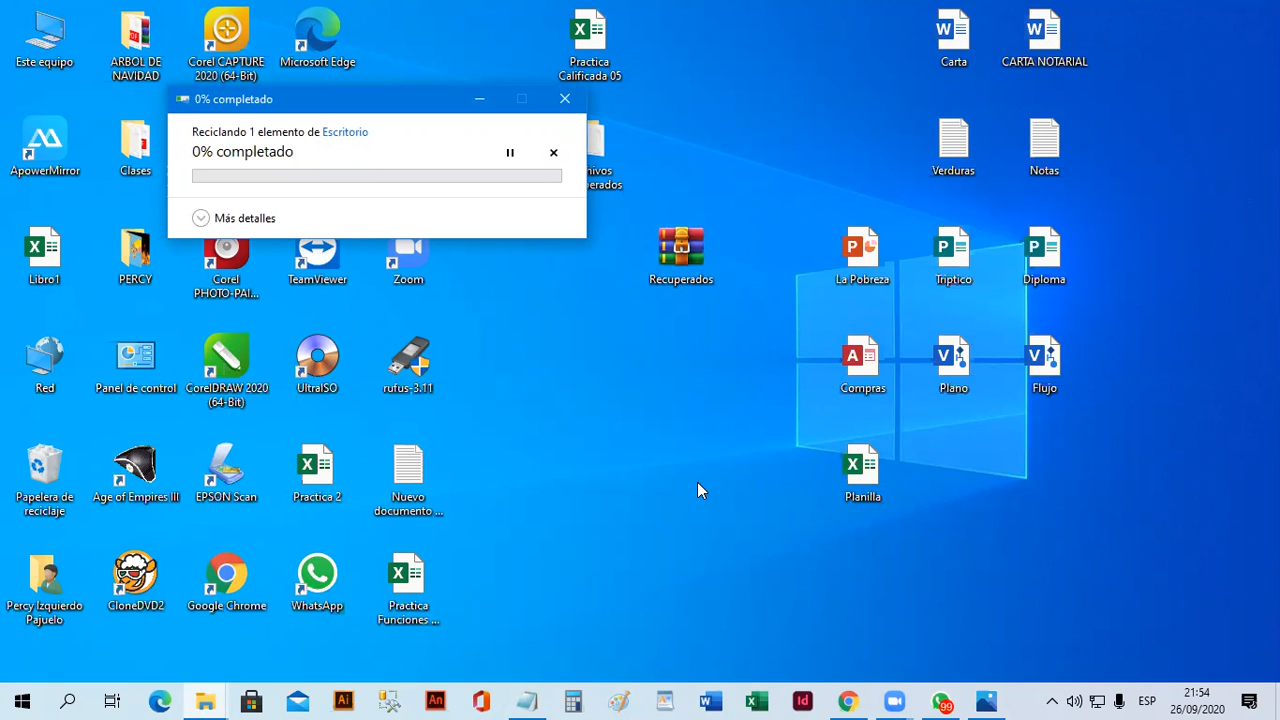 Este equipo
ARBOL DE
NAVIDAD
Corel CAPTURE
2020 (64-Bit)
Microsoft Edge
Practica
Calificada 05
Carta
CARTA NOTARIAL
0% completado
Reciclando 1 elemento de Escritorio
0% completado
Más detalles
ApowerMirror
Clases
Verduras
Notas
Libro1
PERCY
Corel
PHOTO-PAI...
TeamViewer
Zoom
Recuperados
La Pobreza
Triptico
Diploma
Red
Panel de control
CorelDRAW 2020
(64-Bit)
UltraISO
rufus-3.11
Compras
Plano
Flujo
Papelera de
reciclaje
Age of Empires III
EPSON Scan
Practica 2
Nuevo
documento ...
Planilla
Percy Izquierdo
Pajuelo
CloneDVD2
Google Chrome
WhatsApp
Practica
Funciones ...
99
ESP
21:34
26/09/2020